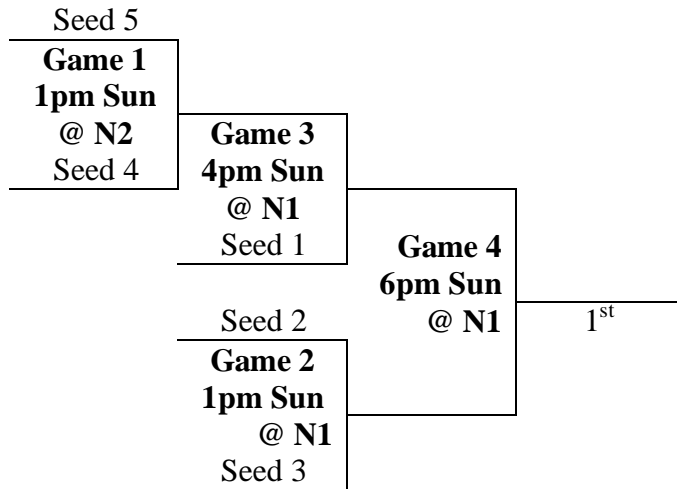 Seed 5
Game 1
1pm Sun
@ N2
Seed 4
Game 3
4pm Sun
@ N1
Seed 1
Game 4
6pm Sun
@ N1
1st
Seed 2
Game 2
1pm Sun
@ N1
Seed 3